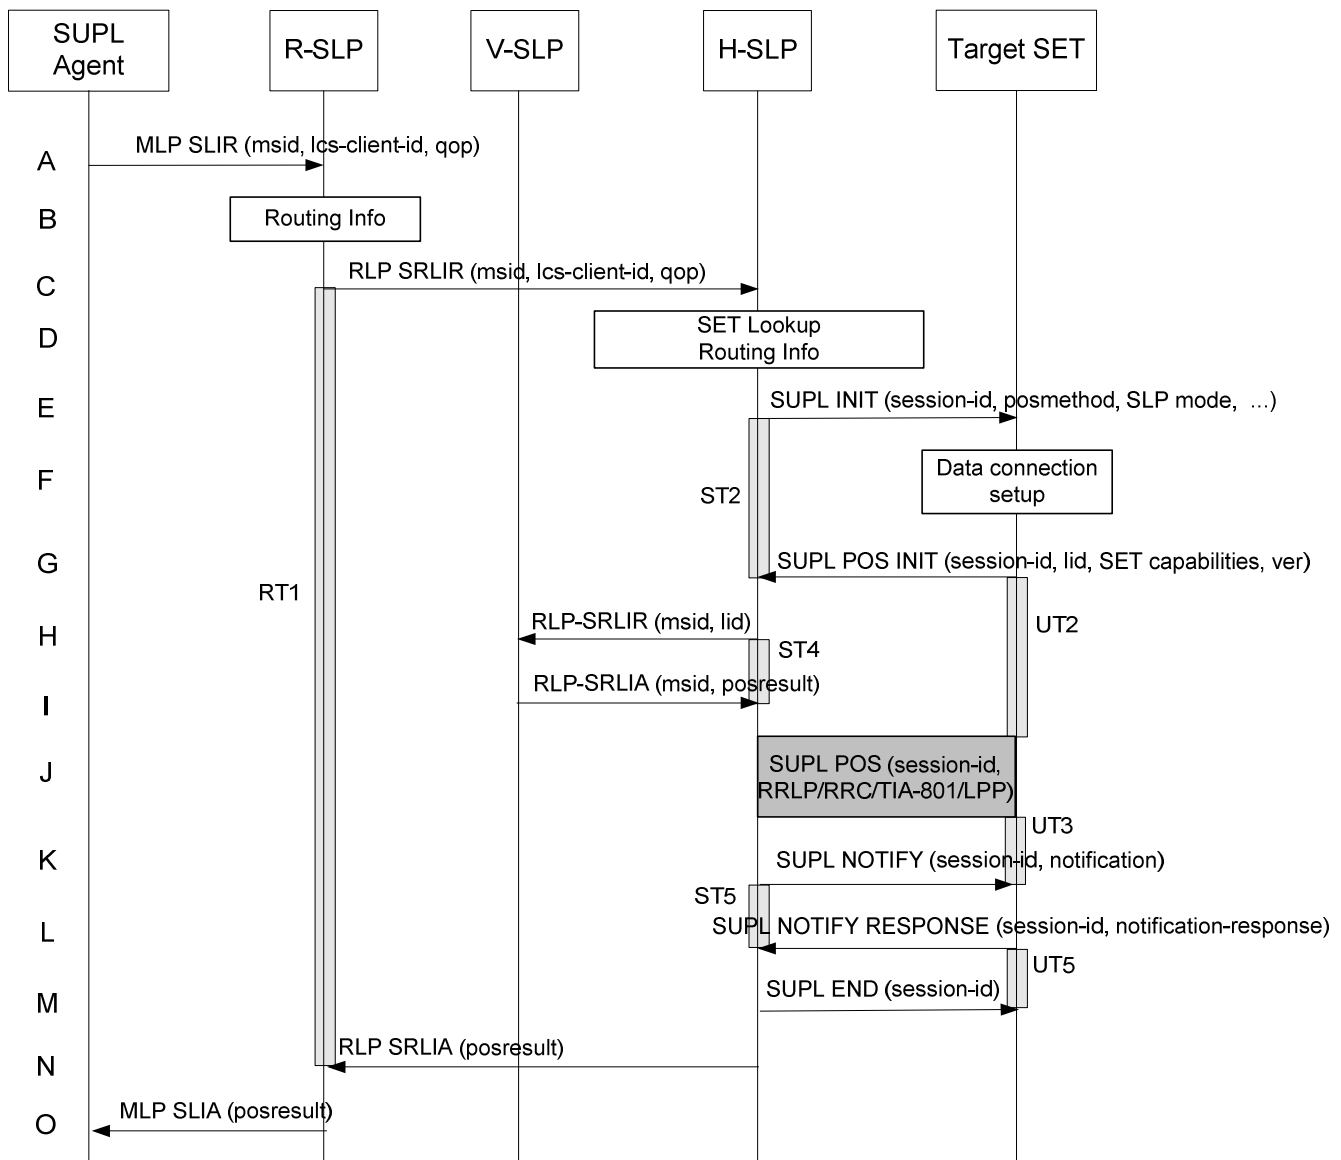 SUPL
Agent
R-SLP
V-SLP
H-SLP
Target SET
A
MLP SLIR (msid, lcs-client-id, qop)
B
Routing Info
C
RLP SRLIR (msid, lcs-client-id, qop)
D
SET Lookup
Routing Info
E
SUPL INIT (session-id, posmethod, SLP mode, ...)
F
Data connection
setup
ST2
G
SUPL POS INIT (session-id, lid, SET capabilities, ver)
RT1
H
RLP-SRLIR (msid, lid)
UT2
ST4
I
RLP-SRLIA (msid, posresult)
J
SUPL POS (session-id,
RRLP/RRC/TIA-801/LPP)
UT3
K
SUPL NOTIFY (session-id, notification)
ST5
L
SUPL NOTIFY RESPONSE (session-id, notification-response)
UT5
M
SUPL END (session-id)
N
RLP SRLIA (posresult)
O
MLP SLIA (posresult)